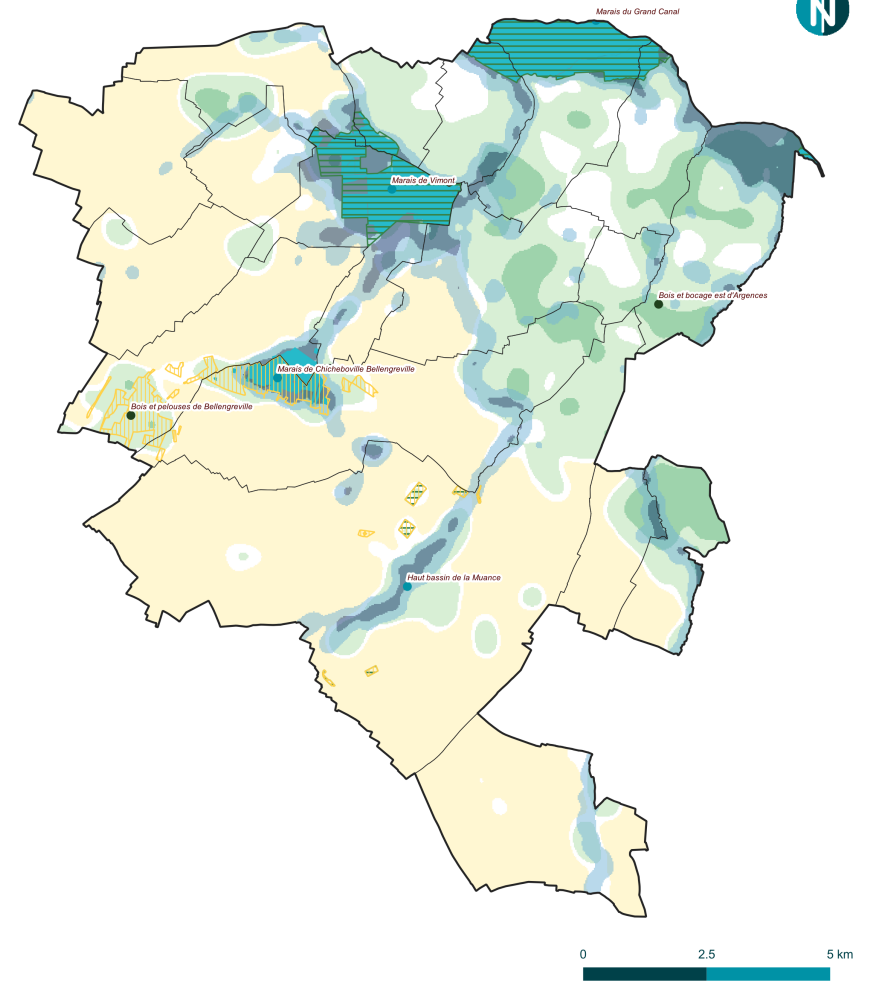 Marais du Grand Canal
N
Marais de Vimont
Bois et bocage est d'Argences
Marais de Chicheboville Bellengreville
Bois et pelouses de Bellengreville
Haut bassin de la Muance
0 2.5 5 km